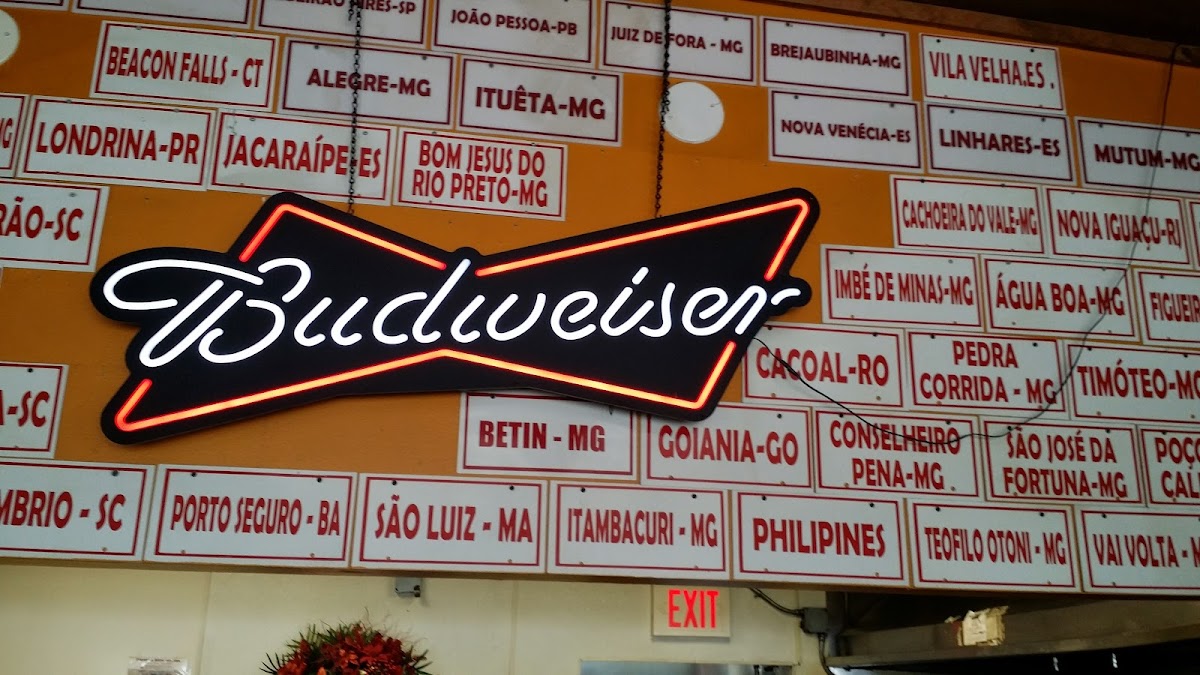 JOÃO PESSOA-PB
JUIZ DE FORA - MG
BREJAUBINHA-MG
VILA VELHA.ES .
BEACON FALLS - CT
ALEGRE-MG
ITUÊTA-MG
NOVA VENÉCIA-ES
LINHARES-ES
MUTUM-MG
LONDRINA-PR
JACARAÍPE-ES
BOM JESUS DO
RIO PRETO-MG
CACHOEIRA DO VALE-MG
NOVA IGUAÇU-RJ
IMBÉ DE MINAS-MG
ÁGUA BOA-MG
Budweiser
CACOAL-RO
PEDRA
CORRIDA - MG
TIMÓTEO-MG
BETIN - MG
GOIANIA-GO
CONSELHEIRO
PENA-MG
SÃO JOSÉ DA
FORTUNA-MG
PORTO SEGURO - BA
SÃO LUIZ - MA
ITAMBACURI - MG
PHILIPINES
TEOFILO OTONI - MG
VAI VOLTA -
EXIT